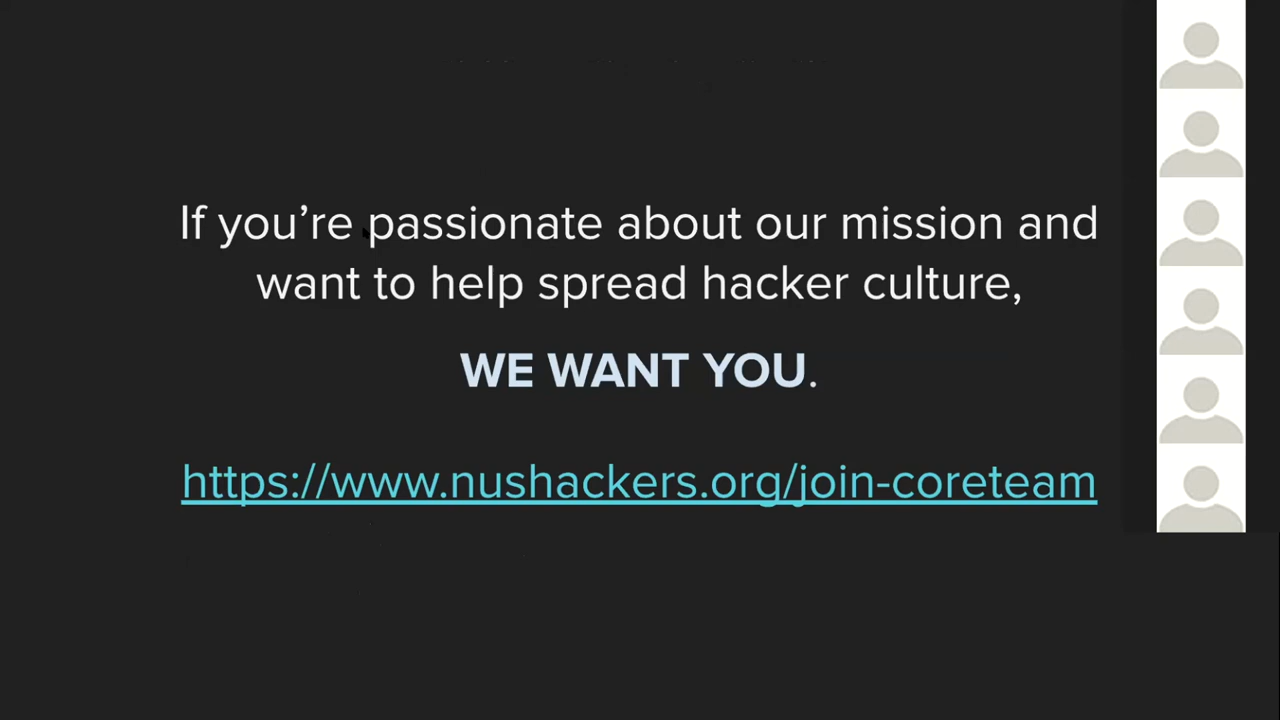 If you’re passionate about our mission and
want to help spread hacker culture,
WE WANT YOU.
https://www.nushackers.org/join-coreteam